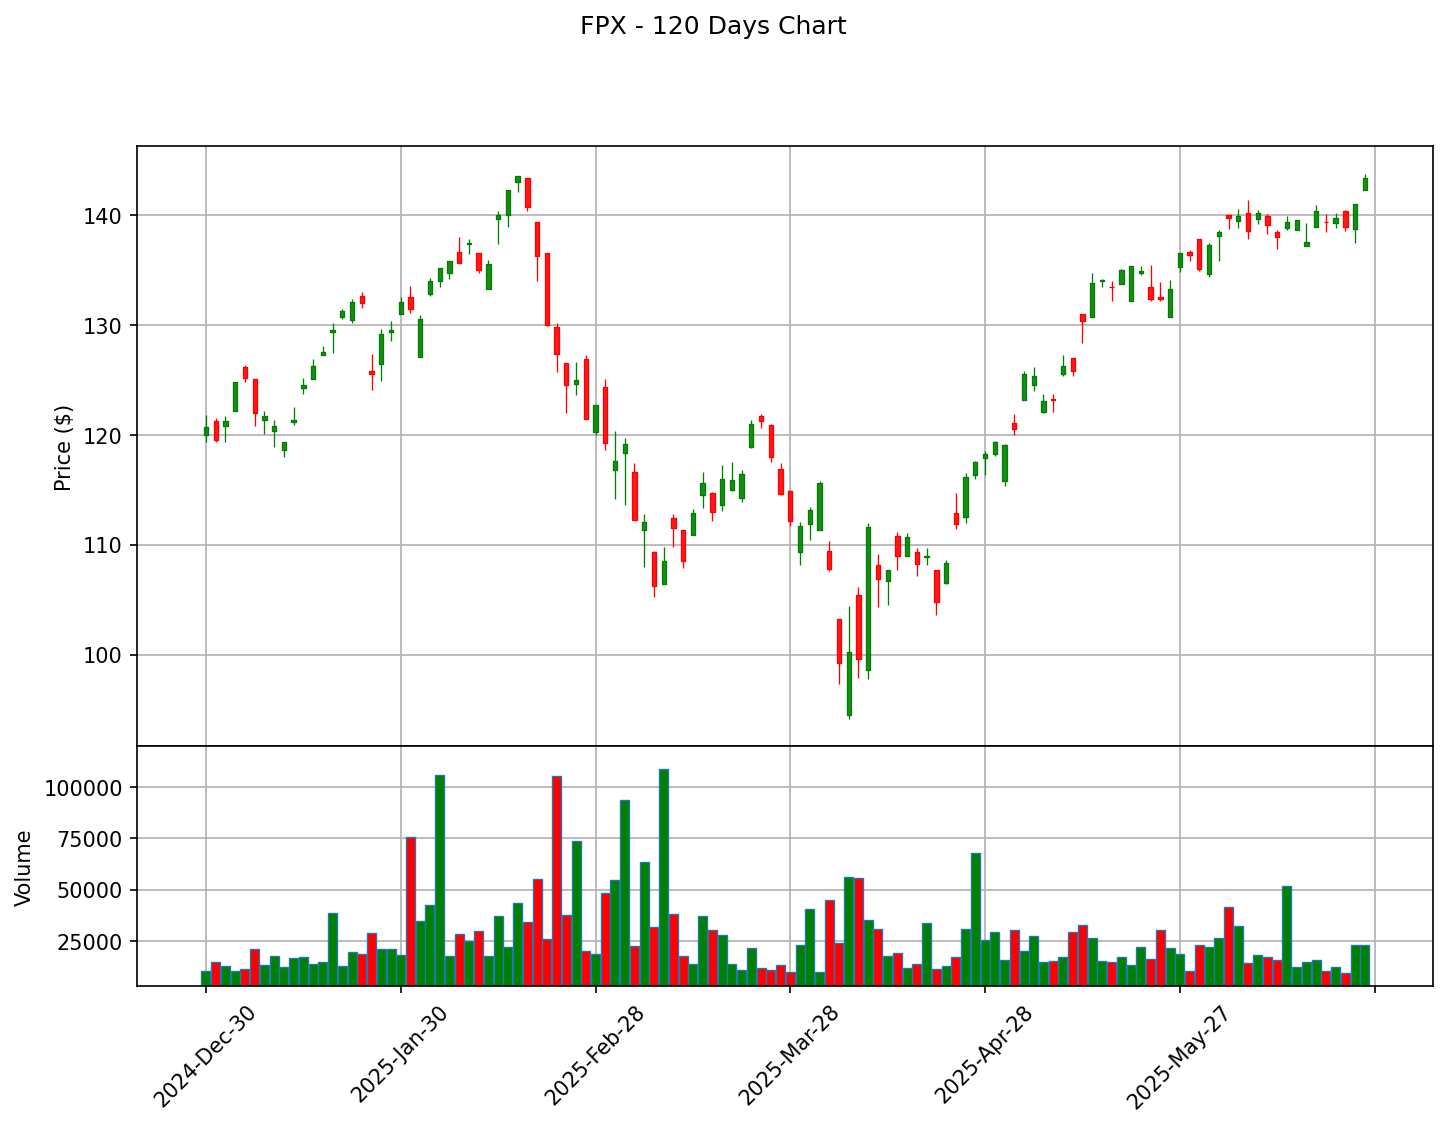 FPX - 120 Days Chart
Price ($)
140
130
120
110
100
Volume
100000
75000
50000
25000
2024-Dec-30
2025-Jan-30
2025-Feb-28
2025-Mar-28
2025-Apr-28
2025-May-27